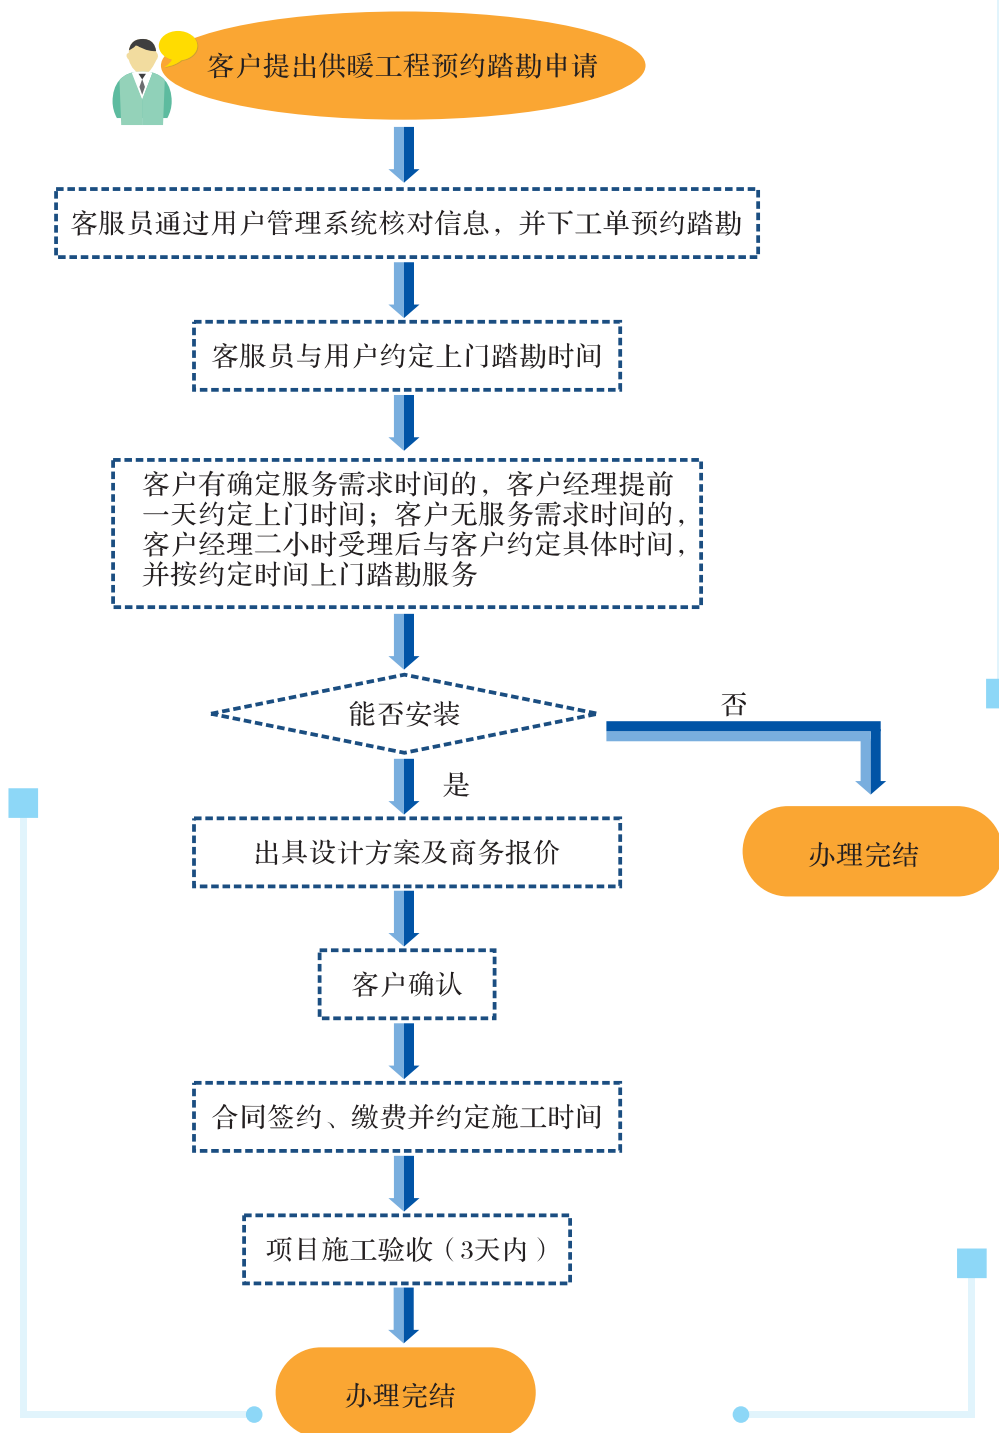 客户提出供暖工程预约踏勘申请
客服员通过用户管理系统核对信息，并下工单预约踏勘
客服员与用户约定上门踏勘时间
客户有确定服务需求时间的，客户经理提前
一天约定上门时间；客户无服务需求时间的，
客户经理二小时受理后与客户约定具体时间，
并按约定时间上门踏勘服务
能否安装
否
是
出具设计方案及商务报价
办理完结
客户确认
合同签约、缴费并约定施工时间
项目施工验收（3天内）
办理完结